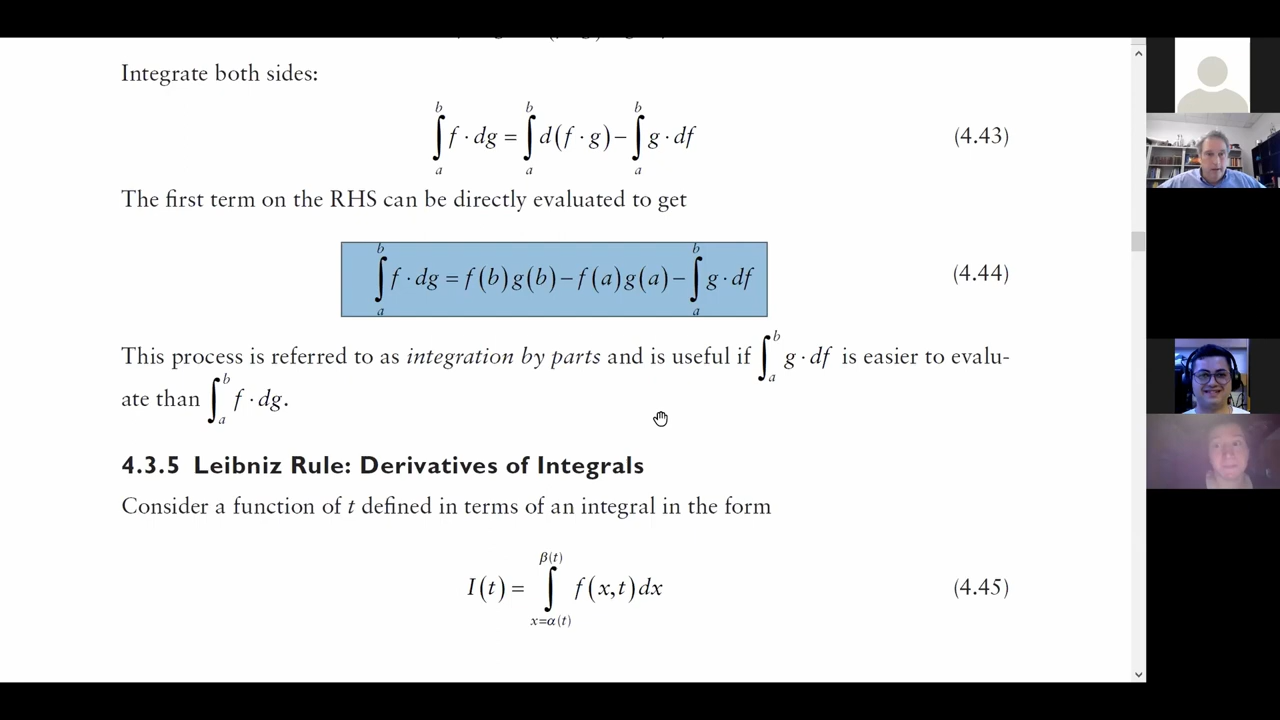 Integrate both sides:
∫_a^b f · dg = ∫_a^b d(f · g) − ∫_a^b g · df (4.43)
The first term on the RHS can be directly evaluated to get
∫_a^b f · dg = f(b)g(b) − f(a)g(a) − ∫_a^b g · df (4.44)
This process is referred to as integration by parts and is useful if ∫_a^b g · df is easier to evalu-
ate than ∫_a^b f · dg.
4.3.5 Leibniz Rule: Derivatives of Integrals
Consider a function of t defined in terms of an integral in the form
I(t) = ∫_{x=α(t)}^{β(t)} f(x,t)dx (4.45)